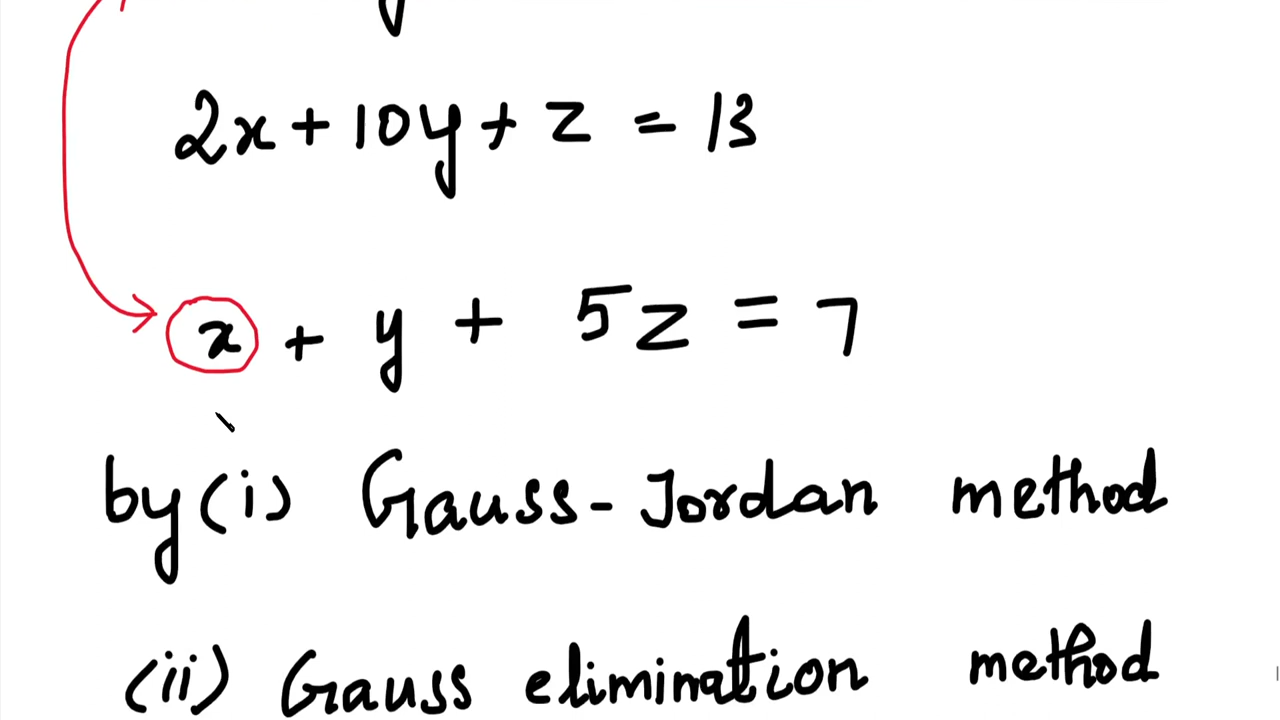 2x + 10y + z = 13
x + y + 5z = 7
by (i) Gauss-Jordan method
(ii) Gauss elimination method